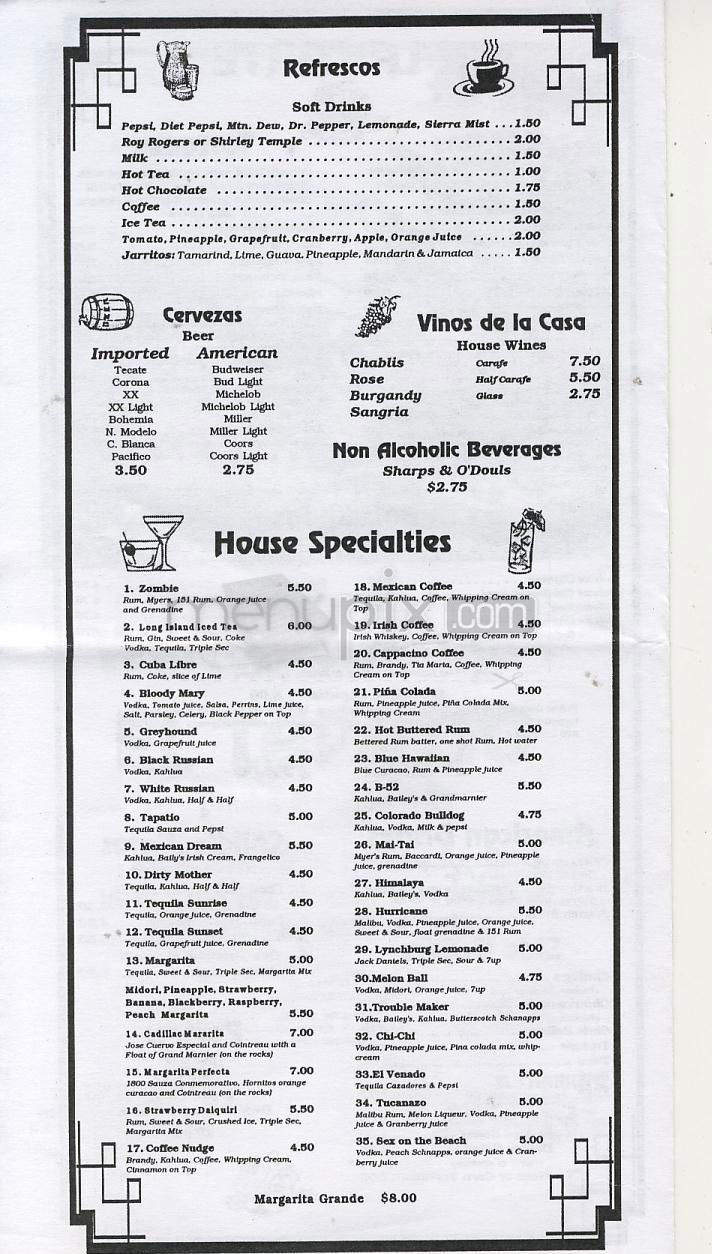 Refrescos
Soft Drinks
Pepsi, Diet Pepsi, Mtn. Dew, Dr. Pepper, Lemonade, Sierra Mist ...1.50
Roy Rogers or Shirley Temple ..........................2.00
Milk .............................................1.50
Hot Tea ..........................................1.00
Hot Chocolate .....................................1.75
Coffee ...........................................1.50
Ice Tea ...........................................2.00
Tomato, Pineapple, Grapefruit, Cranberry, Apple, Orange Juice ......2.00
Jarritos: Tamarind, Lime, Guava, Pineapple, Mandarin & Jamaica ..... 1.50
Cervezas
Beer
Imported
Tecate
Corona
XX
XX Light
Bohemia
N. Modelo
C. Blanca
Pacifico
3.50
American
Budweiser
Bud Light
Michelob
Michelob Light
Miller
Miller Light
Coors
Coors Light
2.75
Vinos de la Casa
House Wines
Chablis Carafe 7.50
Rose Half Carafe 5.50
Burgandy Glass 2.75
Sangria
Non Alcoholic Beverages
Sharps & O'Douls
$2.75
House Specialties
1. Zombie 5.50
Rum, Myers, 151 Rum, Orange Juice
and Grenadine
2. Long Island Iced Tea 6.00
Rum, Gin, Sweet & Sour, Coke
Vodka, Tequila, Triple Sec
3. Cuba Libre 4.50
Rum, Coke, slice of Lime
4. Bloody Mary 4.50
Vodka, Tomato Juice, Salsa, Perrins, Lime Juice,
Salt, Parsley, Celery, Black Pepper on Top
5. Greyhound 4.50
Vodka, Grapefruit Juice
6. Black Russian 4.50
Vodka, Kahlua
7. White Russian 4.50
Vodka, Kahlua, Half & Half
8. Tapatio 5.00
Tequila Sauza and Pepsi
9. Mexican Dream 5.50
Kahlua, Baily's Irish Cream, Frangelico
10. Dirty Mother 4.50
Tequila, Kahlua, Half & Half
11. Tequila Sunrise 4.50
Tequila, Orange juice, Grenadine
12. Tequila Sunset 4.50
Tequila, Grapefruit juice, Grenadine
13. Margarita 5.00
Tequila, Sweet & Sour, Triple Sec, Margarita Mix
Midori, Pineapple, Strawberry,
Banana, Blackberry, Raspberry,
Peach Margarita 5.50
14. Cadillac Mararita 7.00
Jose Cuervo Especial and Cointreau with a
Float of Grand Marnier (on the rocks)
15. Margarita Perfecta 7.00
1800 Sauza Conmemorativo, Hornitos orange
curacao and Cointreau (on the rocks)
16. Strawberry Daiquiri 5.50
Rum, Sweet & Sour, Crushed Ice, Triple Sec,
Margarita Mix
17. Coffee Nudge 4.50
Brandy, Kahlua, Coffee, Whipping Cream,
Cinnamon on Top
18. Mexican Coffee 4.50
Tequila, Kahlua, Coffee, Whipping Cream on
Top
19. Irish Coffee 4.50
Irish Whiskey, Coffee, Whipping Cream on Top
20. Cappacino Coffee 4.50
Rum, Brandy, Tia Maria, Coffee, Whipping
Cream on Top
21. Piña Colada 5.00
Rum, Pineapple juice, Piña Colada Mix,
Whipping Cream
22. Hot Buttered Rum 4.50
Bettered Rum batter, one shot Rum, Hot water
23. Blue Hawaiian 4.50
Blue Curacao, Rum & Pineapple Juice
24. B-52 5.50
Kahlua, Bailey's & Grandmarnier
25. Colorado Bulldog 4.75
Kahlua, Vodka, Milk & pepsi
26. Mai-Tai 5.00
Myer's Rum, Baccardi, Orange juice, Pineapple
juice, grenadine
27. Himalaya 4.50
Kahlua, Bailey's, Vodka
28. Hurricane 5.50
Malibu, Vodka, Pineapple juice, Orange juice,
Sweet & Sour, float grenadine & 151 Rum
29. Lynchburg Lemonade 5.00
Jack Daniels, Triple Sec, Sour & 7up
30.Melon Ball 4.75
Vodka, Midori, Orange juice, 7up
31.Trouble Maker 5.00
Vodka, Bailey's, Kahlua, Butterscotch Schanapps
32. Chi-Chi 5.00
Vodka, Pineapple juice, Pina colada mix, whip-
cream
33.El Venado 5.00
Tequila Cazadores & Pepsi
34. Tucanazo 5.00
Malibu Rum, Melon Liqueur, Vodka, Pineapple
juice & Granberry juice
35. Sex on the Beach 5.00
Vodka, Peach Schnapps, orange juice & Cran-
berry juice
Margarita Grande $8.00
menupix.com